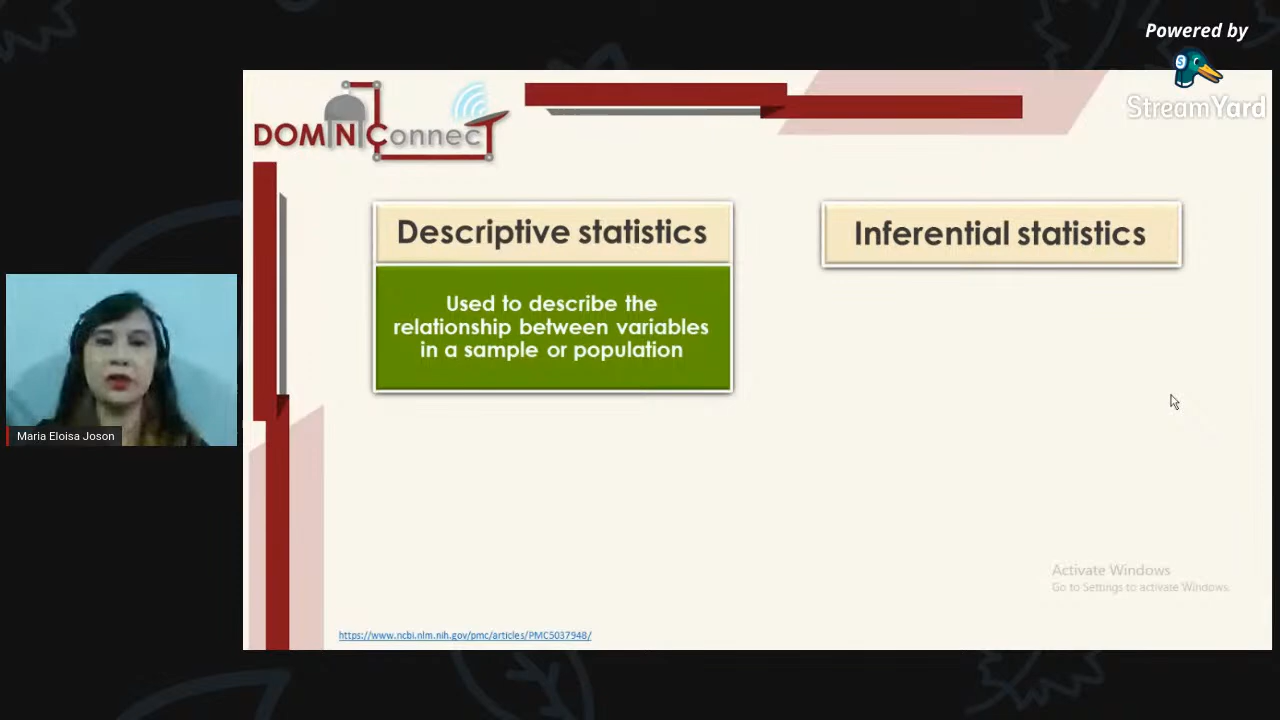 Powered by
S
StreamYard
DOMINIConnecT
Descriptive statistics
Inferential statistics
Used to describe the
relationship between variables
in a sample or population
Maria Eloisa Joson
Activate Windows
Go to Settings to activate Windows.
https://www.ncbi.nlm.nih.gov/pmc/articles/PMC5037948/